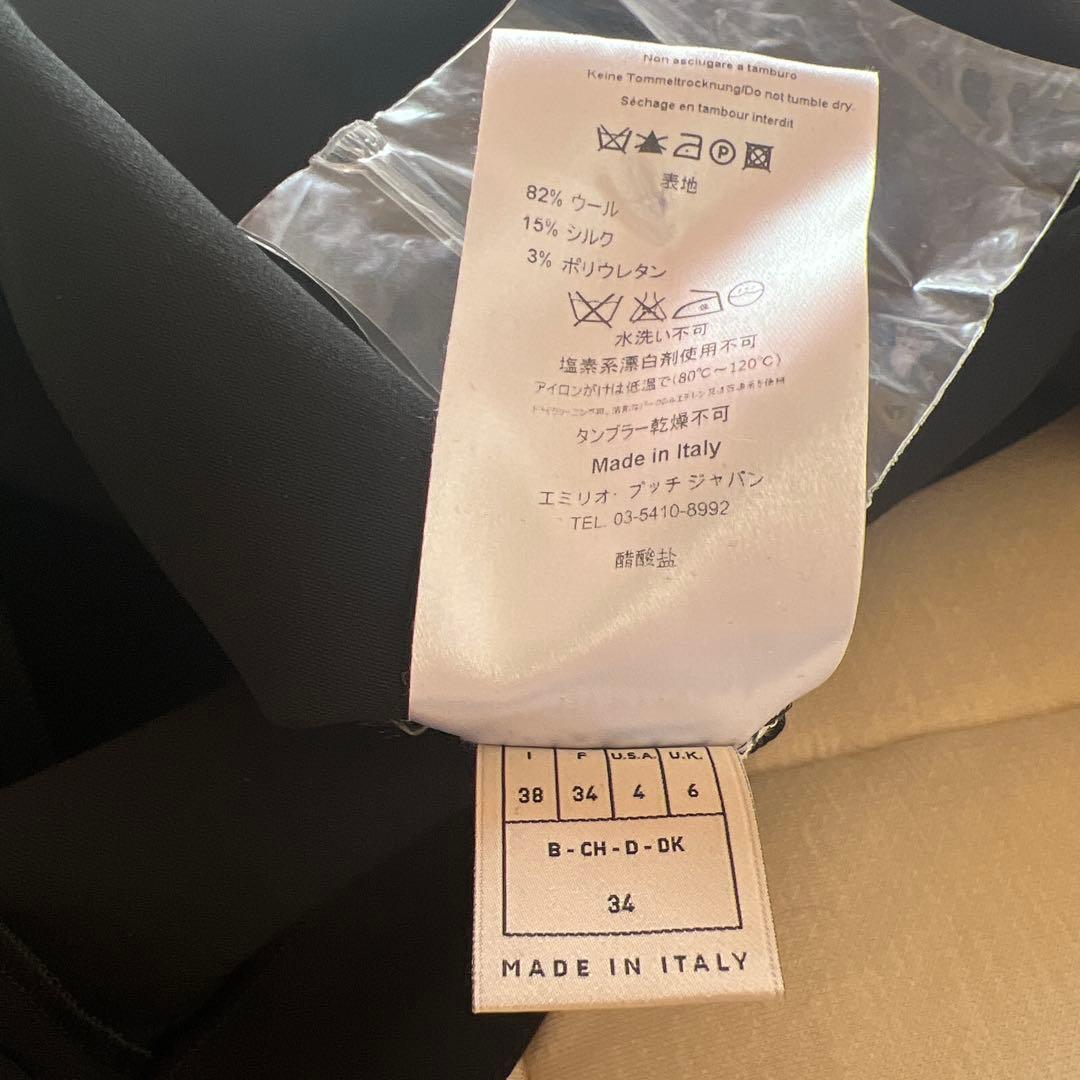 Non asciugare a tamburo
Keine Tommeltrocknung/Do not tumble dry.
Séchage en tambour interdit
P
表地
82% ウール
15% シルク
3% ポリウレタン
水洗い不可
塩素系漂白剤使用不可
アイロンがけは低温で(80℃~120℃)
タンブラー乾燥不可
Made in Italy
エミリオ・プッチ ジャパン
TEL. 03-5410-8992
醋酸盐
I F U.S.A. U.K.
38 34 4 6
B - CH - D - DK
34
MADE IN ITALY